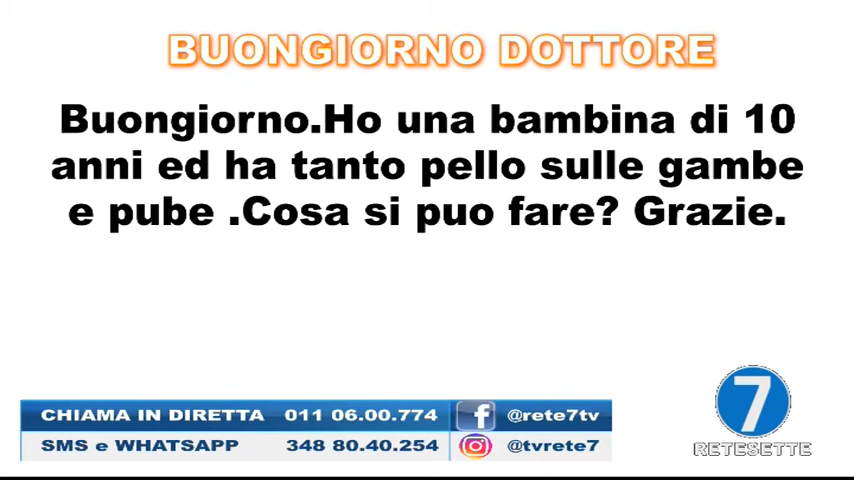 BUONGIORNO DOTTORE
Buongiorno.Ho una bambina di 10
anni ed ha tanto pello sulle gambe
e pube .Cosa si puo fare? Grazie.
CHIAMA IN DIRETTA 011 06.00.774 f @rete7tv
SMS e WHATSAPP 348 80.40.254 @tvrete7
7
RETESETTE